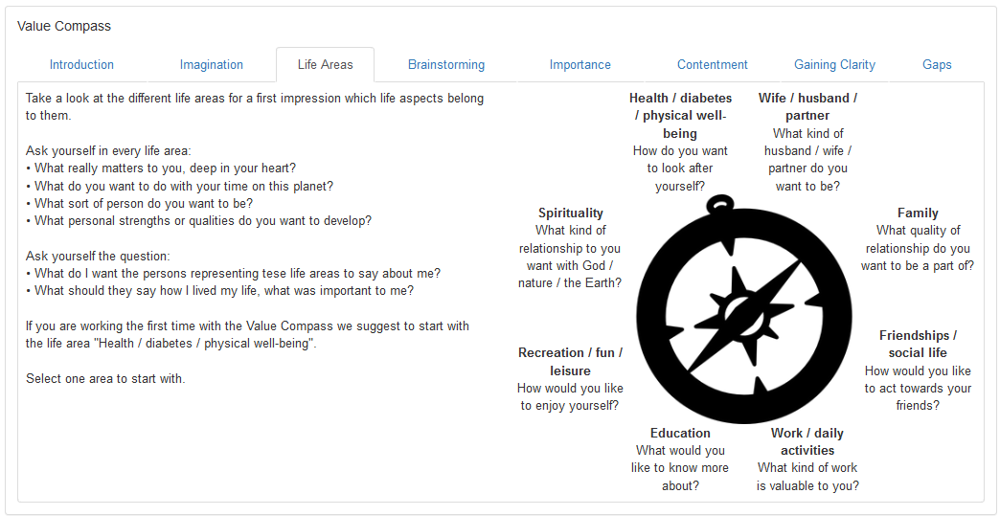 Value Compass
Introduction Imagination Life Areas Brainstorming Importance Contentment Gaining Clarity Gaps
Take a look at the different life areas for a first impression which life aspects belong
to them.
Ask yourself in every life area:
• What really matters to you, deep in your heart?
• What do you want to do with your time on this planet?
• What sort of person do you want to be?
• What personal strengths or qualities do you want to develop?
Ask yourself the question:
• What do I want the persons representing tese life areas to say about me?
• What should they say how I lived my life, what was important to me?
If you are working the first time with the Value Compass we suggest to start with
the life area "Health / diabetes / physical well-being".
Select one area to start with.
Health / diabetes
/ physical well-
being
How do you want
to look after
yourself?
Wife / husband /
partner
What kind of
husband / wife /
partner do you
want to be?
Spirituality
What kind of
relationship to you
want with God /
nature / the Earth?
Family
What quality of
relationship do you
want to be a part of?
Recreation / fun /
leisure
How would you like
to enjoy yourself?
Friendships /
social life
How would you like
to act towards your
friends?
Education
What would you
like to know more
about?
Work / daily
activities
What kind of work
is valuable to you?